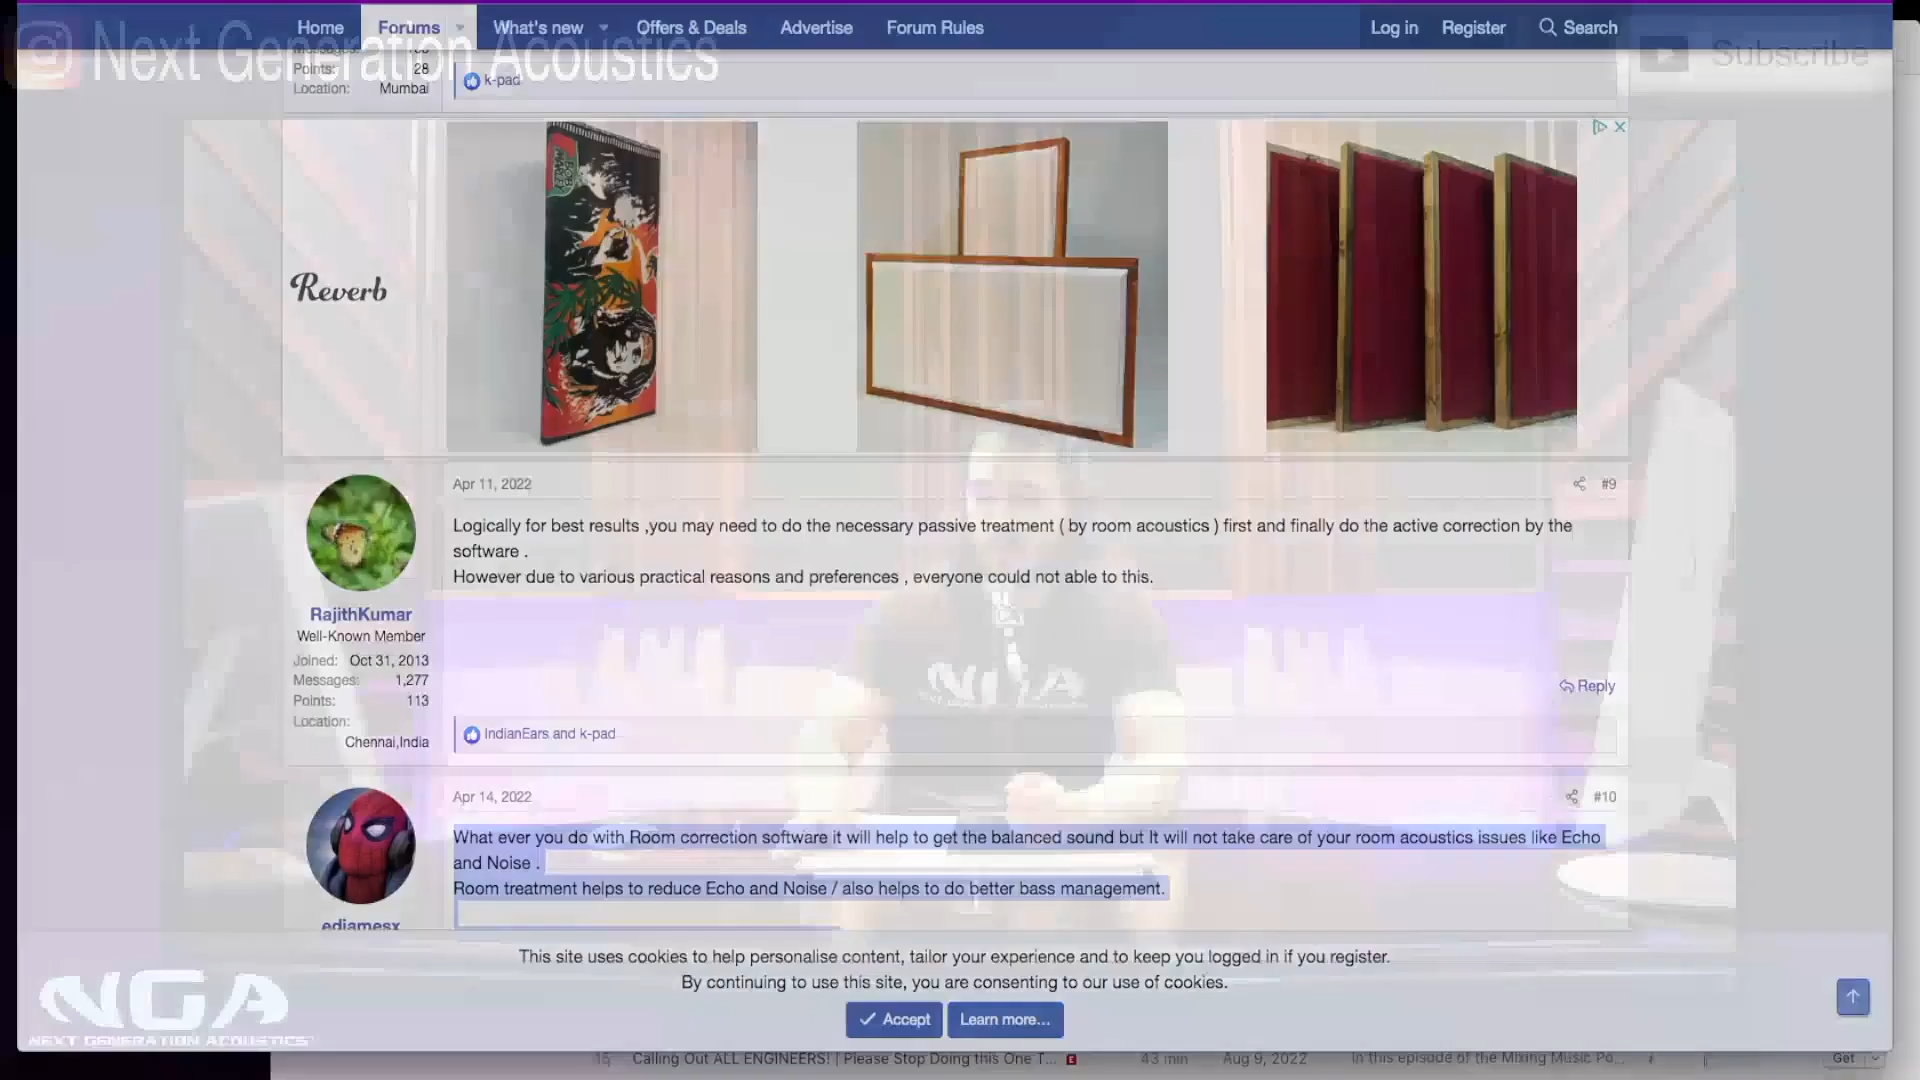 Home Forums What's new Offers & Deals Advertise Forum Rules Log in Register Search
Next Generation Acoustics
Subscribe
Points: 28
Location: Mumbai
k-pad
Reverb
Apr 11, 2022 #9
Logically for best results ,you may need to do the necessary passive treatment ( by room acoustics ) first and finally do the active correction by the
software .
However due to various practical reasons and preferences , everyone could not able to this.
RajithKumar
Well-Known Member
Joined: Oct 31, 2013
Messages: 1,277
Points: 113
Location:
Chennai,India
Reply
IndianEars and k-pad
NGA
Apr 14, 2022 #10
What ever you do with Room correction software it will help to get the balanced sound but It will not take care of your room acoustics issues like Echo
and Noise .
Room treatment helps to reduce Echo and Noise / also helps to do better bass management.
ediamesx
This site uses cookies to help personalise content, tailor your experience and to keep you logged in if you register.
By continuing to use this site, you are consenting to our use of cookies.
Accept Learn more...
NGA
NEXT GENERATION ACOUSTICS
15 Calling Out ALL ENGINEERS! | Please Stop Doing this One T... 43 min Aug 9, 2022 In this episode of the Mixing Music Po... Get